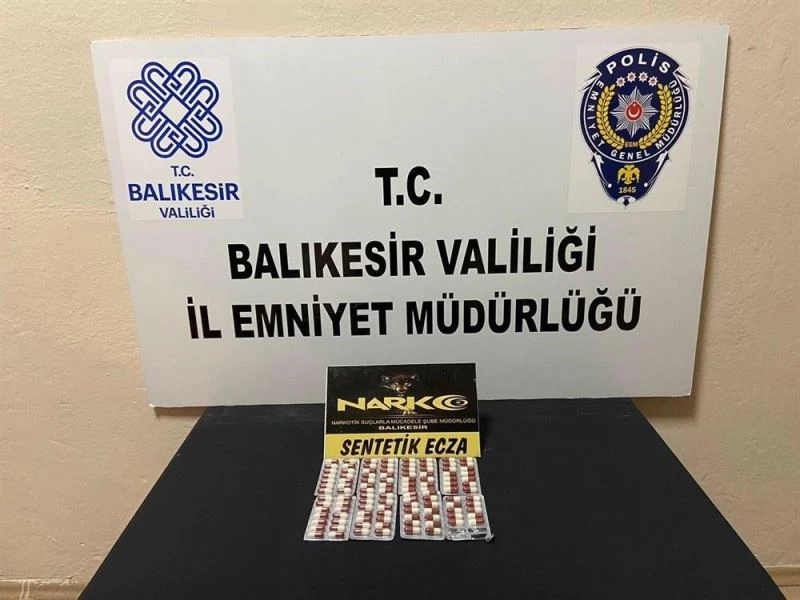 T.C.
BALIKESİR
VALİLİĞİ
POLİS
EMNİYET GENEL MÜDÜRLÜĞÜ
EGM
1845
T.C.
BALIKESİR VALİLİĞİ
İL EMNİYET MÜDÜRLÜĞÜ
NARKO
NARKOTİK SUÇLARLA MÜCADELE ŞUBE MÜDÜRLÜĞÜ
BALIKESİR
SENTETİK ECZA